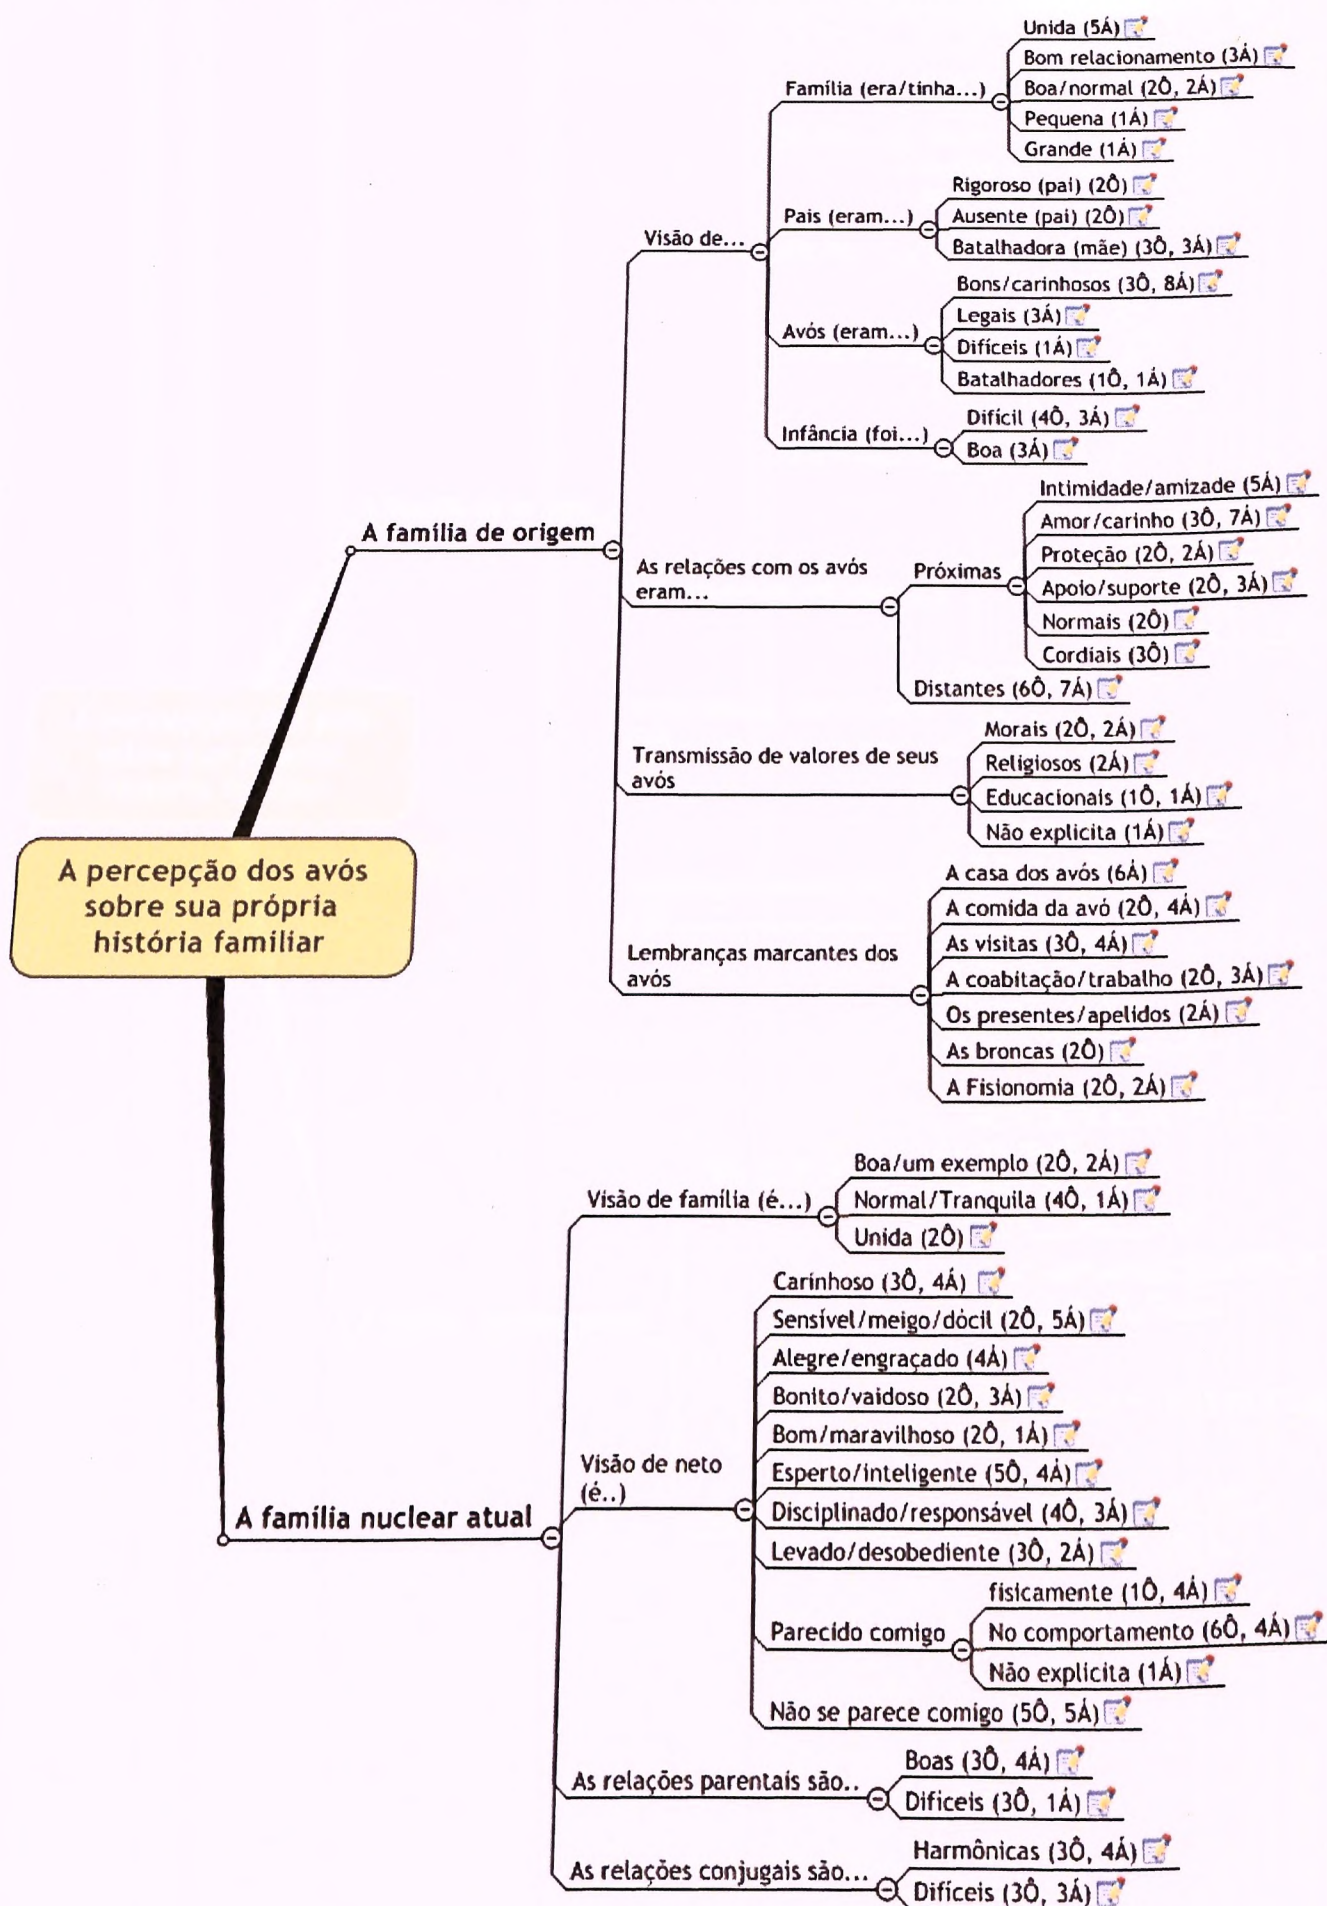 Unida (5Á)
Bom relacionamento (3Á)
Família (era/tinha...)
Boa/normal (2Ô, 2Á)
Pequena (1Á)
Grande (1Á)
Rigoroso (pai) (2Ô)
Pais (eram...)
Ausente (pai) (2Ô)
Visão de...
Batalhadora (mãe) (3Ô, 3Á)
Bons/carinhosos (3Ô, 8Á)
Legais (3Á)
Avós (eram...)
Difíceis (1Á)
Batalhadores (1Ô, 1Á)
Difícil (4Ô, 3Á)
Infância (foi...)
Boa (3Á)
A família de origem
Intimidade/amizade (5Á)
Amor/carinho (3Ô, 7Á)
As relações com os avós
eram...
Próximas
Proteção (2Ô, 2Á)
Apoio/suporte (2Ô, 3Á)
Normais (2Ô)
Cordiais (3Ô)
Distantes (6Ô, 7Á)
Morais (2Ô, 2Á)
Transmissão de valores de seus
avós
Religiosos (2Á)
Educacionais (1Ô, 1Á)
Não explicita (1Á)
A percepção dos avós
sobre sua própria
história familiar
A casa dos avós (6Á)
A comida da avó (2Ô, 4Á)
As visitas (3Ô, 4Á)
Lembranças marcantes dos
avós
A coabitação/trabalho (2Ô, 3Á)
Os presentes/apelidos (2Á)
As broncas (2Ô)
A Fisionomia (2Ô, 2Á)
Boa/um exemplo (2Ô, 2Á)
Visão de família (é...)
Normal/Tranquila (4Ô, 1Á)
Unida (2Ô)
Carinhoso (3Ô, 4Á)
Sensível/meigo/dócil (2Ô, 5Á)
Alegre/engraçado (4Á)
Bonito/vaidoso (2Ô, 3Á)
Bom/maravilhoso (2Ô, 1Á)
Visão de neto
(é..)
Esperto/inteligente (5Ô, 4Á)
Disciplinado/responsável (4Ô, 3Á)
A família nuclear atual
Levado/desobediente (3Ô, 2Á)
fisicamente (1Ô, 4Á)
Parecido comigo
No comportamento (6Ô, 4Á)
Não explicita (1Á)
Não se parece comigo (5Ô, 5Á)
Boas (3Ô, 4Á)
As relações parentais são..
Difíceis (3Ô, 1Á)
Harmônicas (3Ô, 4Á)
As relações conjugais são...
Difíceis (3Ô, 3Á)